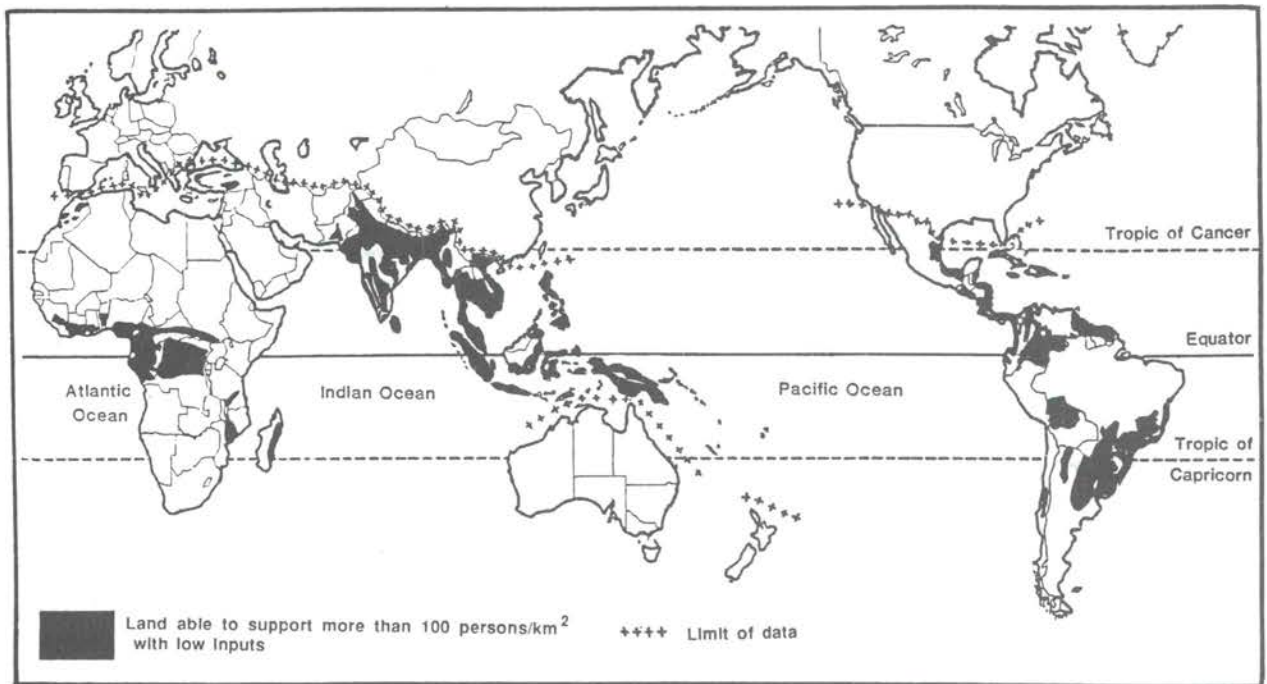 Tropic of Cancer
Equator
Atlantic
Ocean
Indian Ocean
Pacific Ocean
Tropic of
Capricorn
Land able to support more than 100 persons/km²
with low inputs
++++ Limit of data